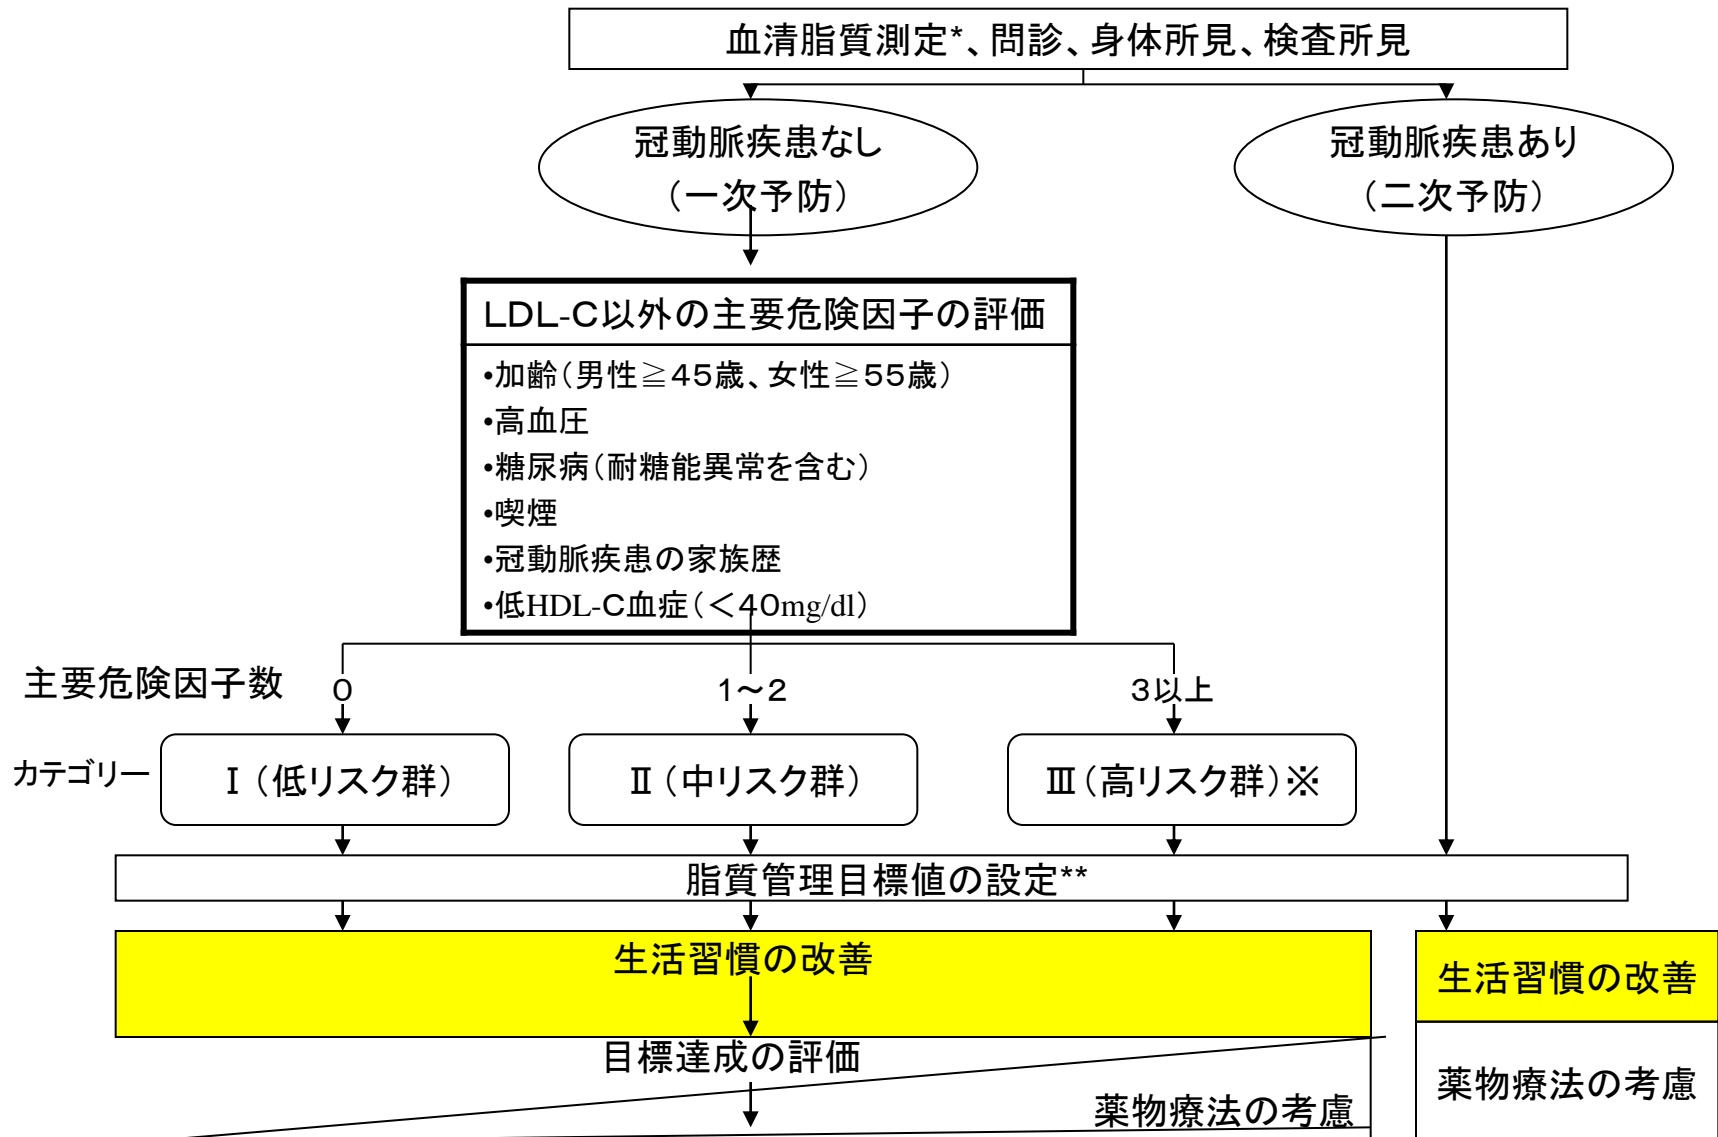 血清脂質測定*、問診、身体所見、検査所見
冠動脈疾患なし
(一次予防)
冠動脈疾患あり
(二次予防)
LDL-C以外の主要危険因子の評価
•加齢(男性≧45歳、女性≧55歳)
•高血圧
•糖尿病(耐糖能異常を含む)
•喫煙
•冠動脈疾患の家族歴
•低HDL-C血症(<40mg/dl)
主要危険因子数
0
1~2
3以上
カテゴリー
Ⅰ(低リスク群)
Ⅱ(中リスク群)
Ⅲ(高リスク群)※
脂質管理目標値の設定**
生活習慣の改善
目標達成の評価
薬物療法の考慮
生活習慣の改善
薬物療法の考慮